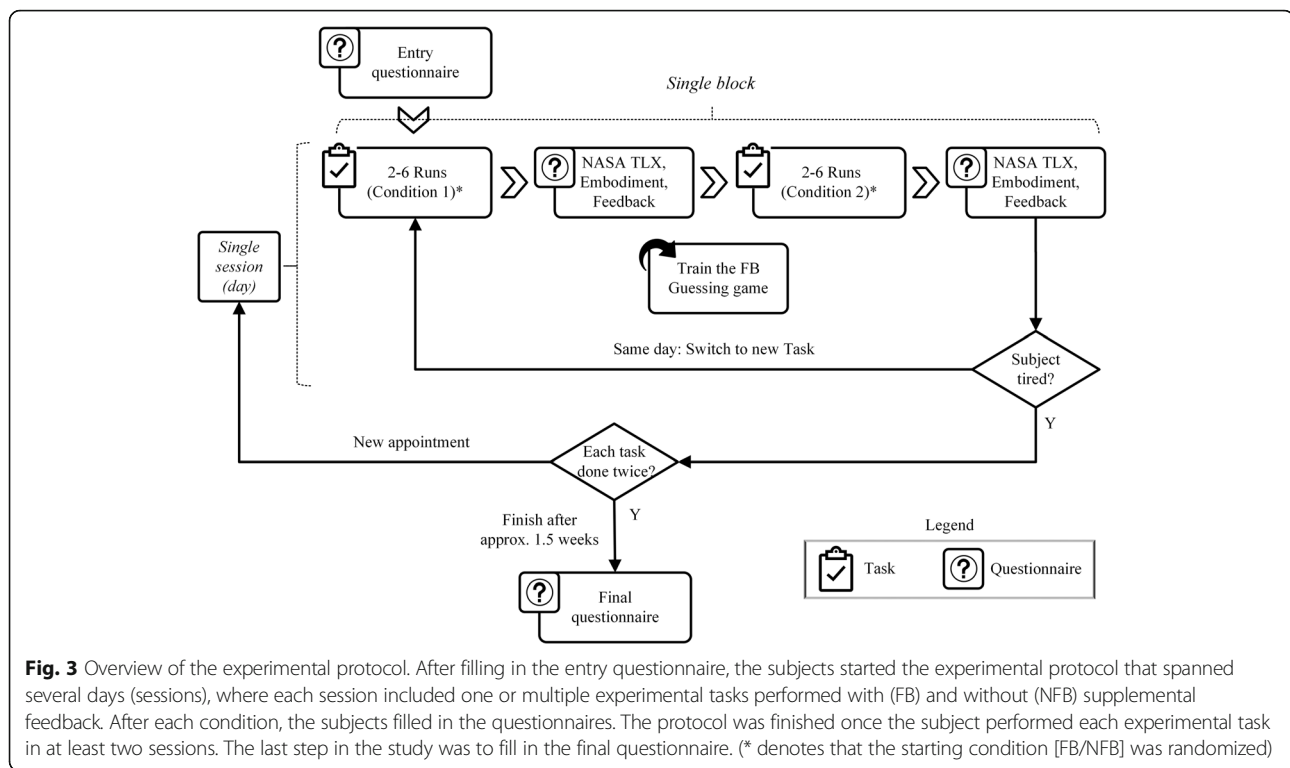 Entry
questionnaire
Single block
2-6 Runs
(Condition 1)*
NASA TLX,
Embodiment,
Feedback
2-6 Runs
(Condition 2)*
NASA TLX,
Embodiment,
Feedback
Single
session
(day)
Train the FB
Guessing game
Same day: Switch to new Task
Subject
tired?
Y
New appointment
Each task
done twice?
Y
Finish after
approx. 1.5 weeks
Legend
Task
Questionnaire
Final
questionnaire
Fig. 3 Overview of the experimental protocol. After filling in the entry questionnaire, the subjects started the experimental protocol that spanned
several days (sessions), where each session included one or multiple experimental tasks performed with (FB) and without (NFB) supplemental
feedback. After each condition, the subjects filled in the questionnaires. The protocol was finished once the subject performed each experimental task
in at least two sessions. The last step in the study was to fill in the final questionnaire. (* denotes that the starting condition [FB/NFB] was randomized)